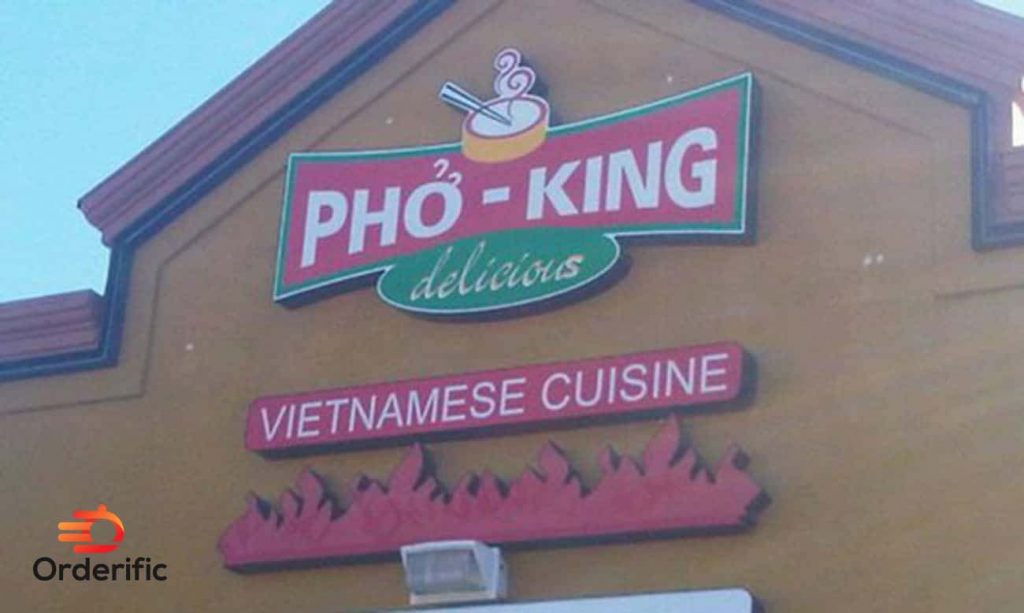 PHỞ - KING
delicious
VIETNAMESE CUISINE
Orderific